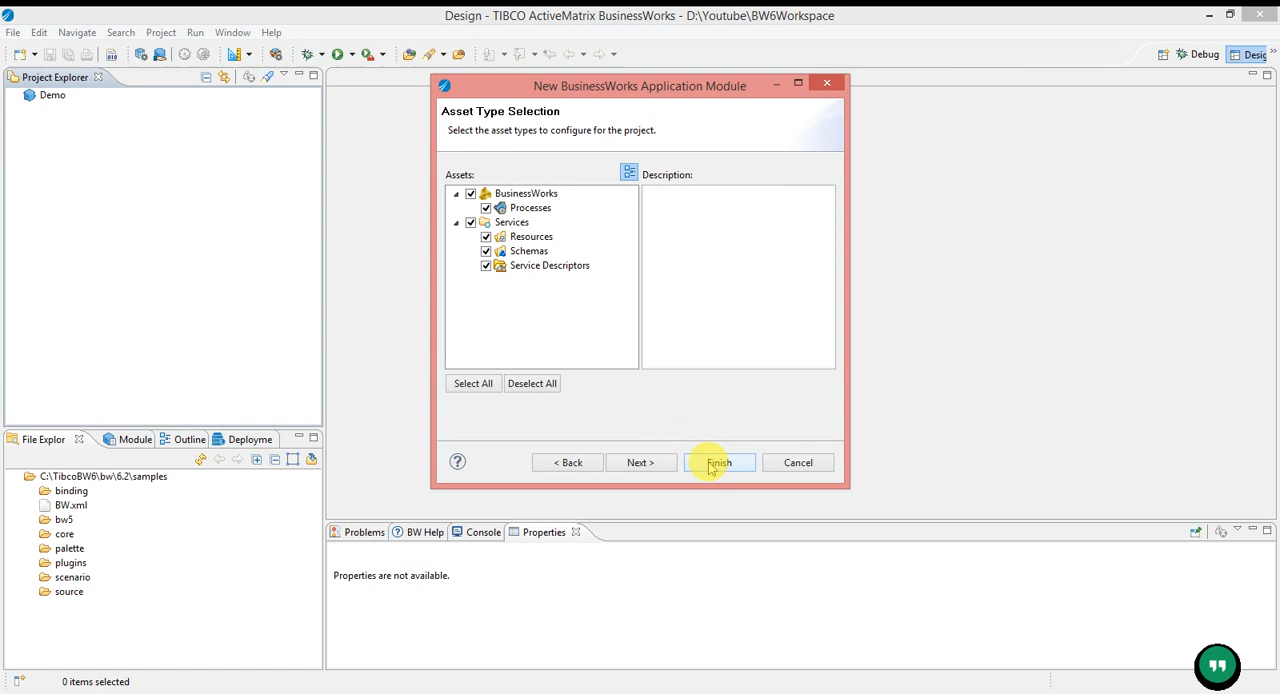 Design - TIBCO ActiveMatrix BusinessWorks - D:\Youtube\BW6Workspace
File Edit Navigate Search Project Run Window Help
Debug Desig
Project Explorer
Demo
New BusinessWorks Application Module
Asset Type Selection
Select the asset types to configure for the project.
Assets:
Description:
BusinessWorks
Processes
Services
Resources
Schemas
Service Descriptors
Select All Deselect All
< Back Next > Finish Cancel
File Explor Module Outline Deployme
C:\TibcoBW6\bw\6.2\samples
binding
BW.xml
bw5
core
palette
plugins
scenario
source
Problems BW Help Console Properties
Properties are not available.
0 items selected